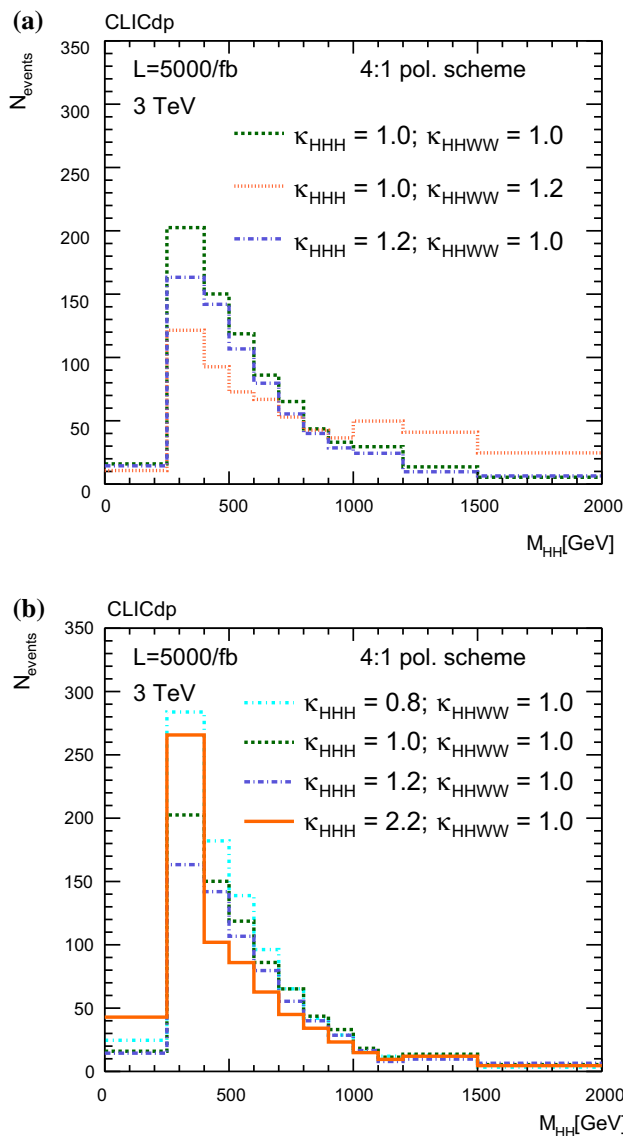 (a)
CLICdp
N_events
350
300
250
200
150
100
50
0
L=5000/fb 4:1 pol. scheme
3 TeV
κ_HHH = 1.0; κ_HHWW = 1.0
κ_HHH = 1.0; κ_HHWW = 1.2
κ_HHH = 1.2; κ_HHWW = 1.0
0 500 1000 1500 2000
M_HH[GeV]
(b)
CLICdp
N_events
350
300
250
200
150
100
50
0
L=5000/fb 4:1 pol. scheme
3 TeV
κ_HHH = 0.8; κ_HHWW = 1.0
κ_HHH = 1.0; κ_HHWW = 1.0
κ_HHH = 1.2; κ_HHWW = 1.0
κ_HHH = 2.2; κ_HHWW = 1.0
0 500 1000 1500 2000
M_HH[GeV]